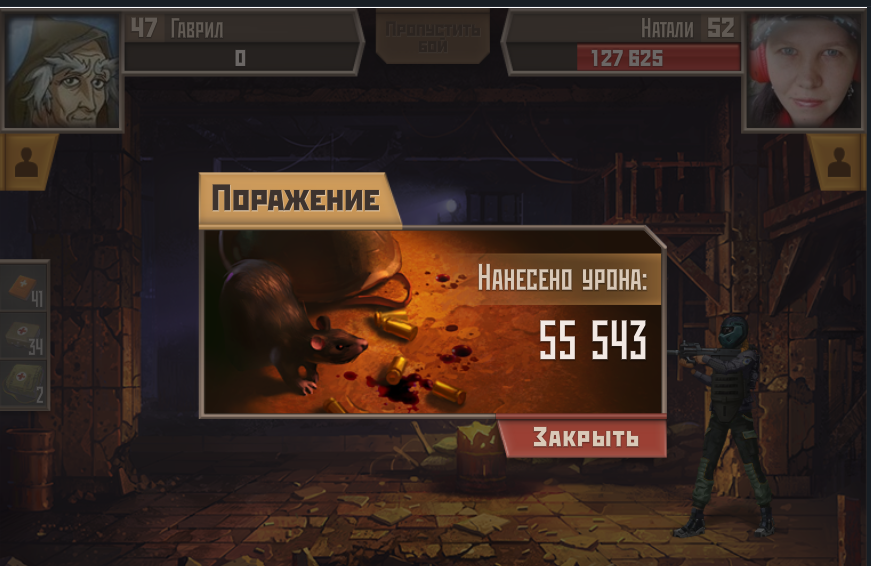 47 Гаврил
0
Пропустить
бой
Натали 52
127 625
Поражение
Нанесено урона:
55 543
Закрыть
41
34
2